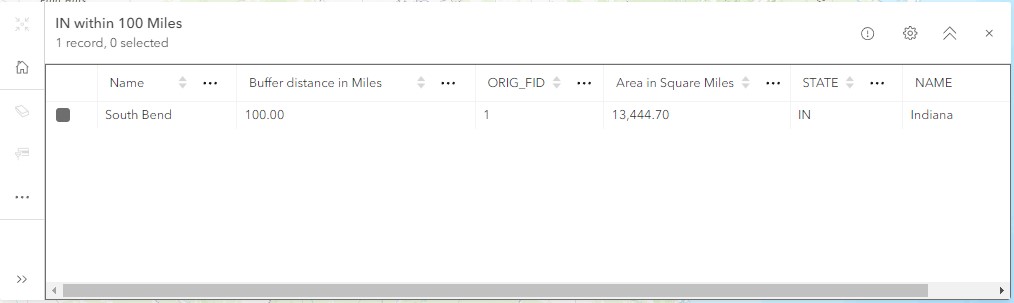 IN within 100 Miles
1 record, 0 selected
Name Buffer distance in Miles ORIG_FID Area in Square Miles STATE NAME
South Bend 100.00 1 13,444.70 IN Indiana